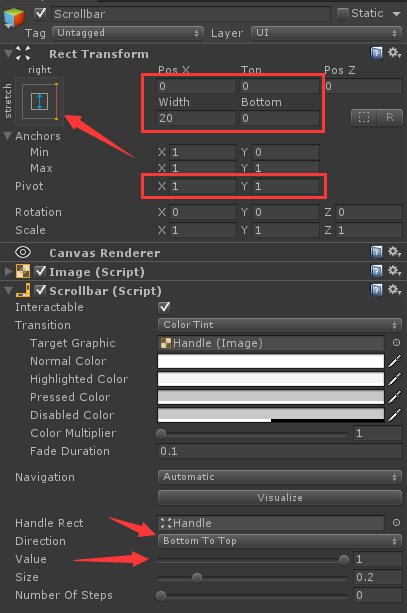 Scrollbar Static
Tag Untagged Layer UI
Rect Transform
right Pos X Top Pos Z
stretch 0 0 0
Width Bottom
20 0 R
Anchors
Min X 1 Y 0
Max X 1 Y 1
Pivot X 1 Y 1
Rotation X 0 Y 0 Z 0
Scale X 1 Y 1 Z 1
Canvas Renderer
Image (Script)
Scrollbar (Script)
Interactable
Transition Color Tint
Target Graphic Handle (Image)
Normal Color
Highlighted Color
Pressed Color
Disabled Color
Color Multiplier 1
Fade Duration 0.1
Navigation Automatic
Visualize
Handle Rect Handle
Direction Bottom To Top
Value 1
Size 0.2
Number Of Steps 0